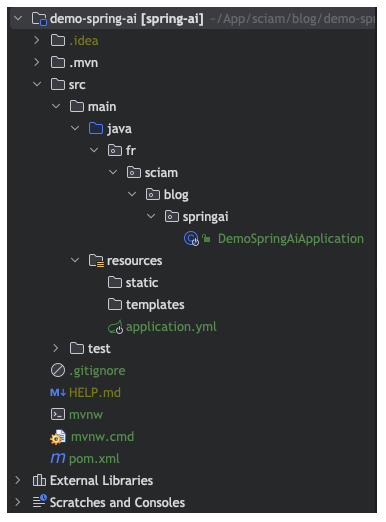 demo-spring-ai [spring-ai] ~/App/sciam/blog/demo-spr
.idea
.mvn
src
main
java
fr
sciam
blog
springai
DemoSpringAiApplication
resources
static
templates
application.yml
test
.gitignore
M↓ HELP.md
mvnw
mvnw.cmd
m pom.xml
External Libraries
Scratches and Consoles